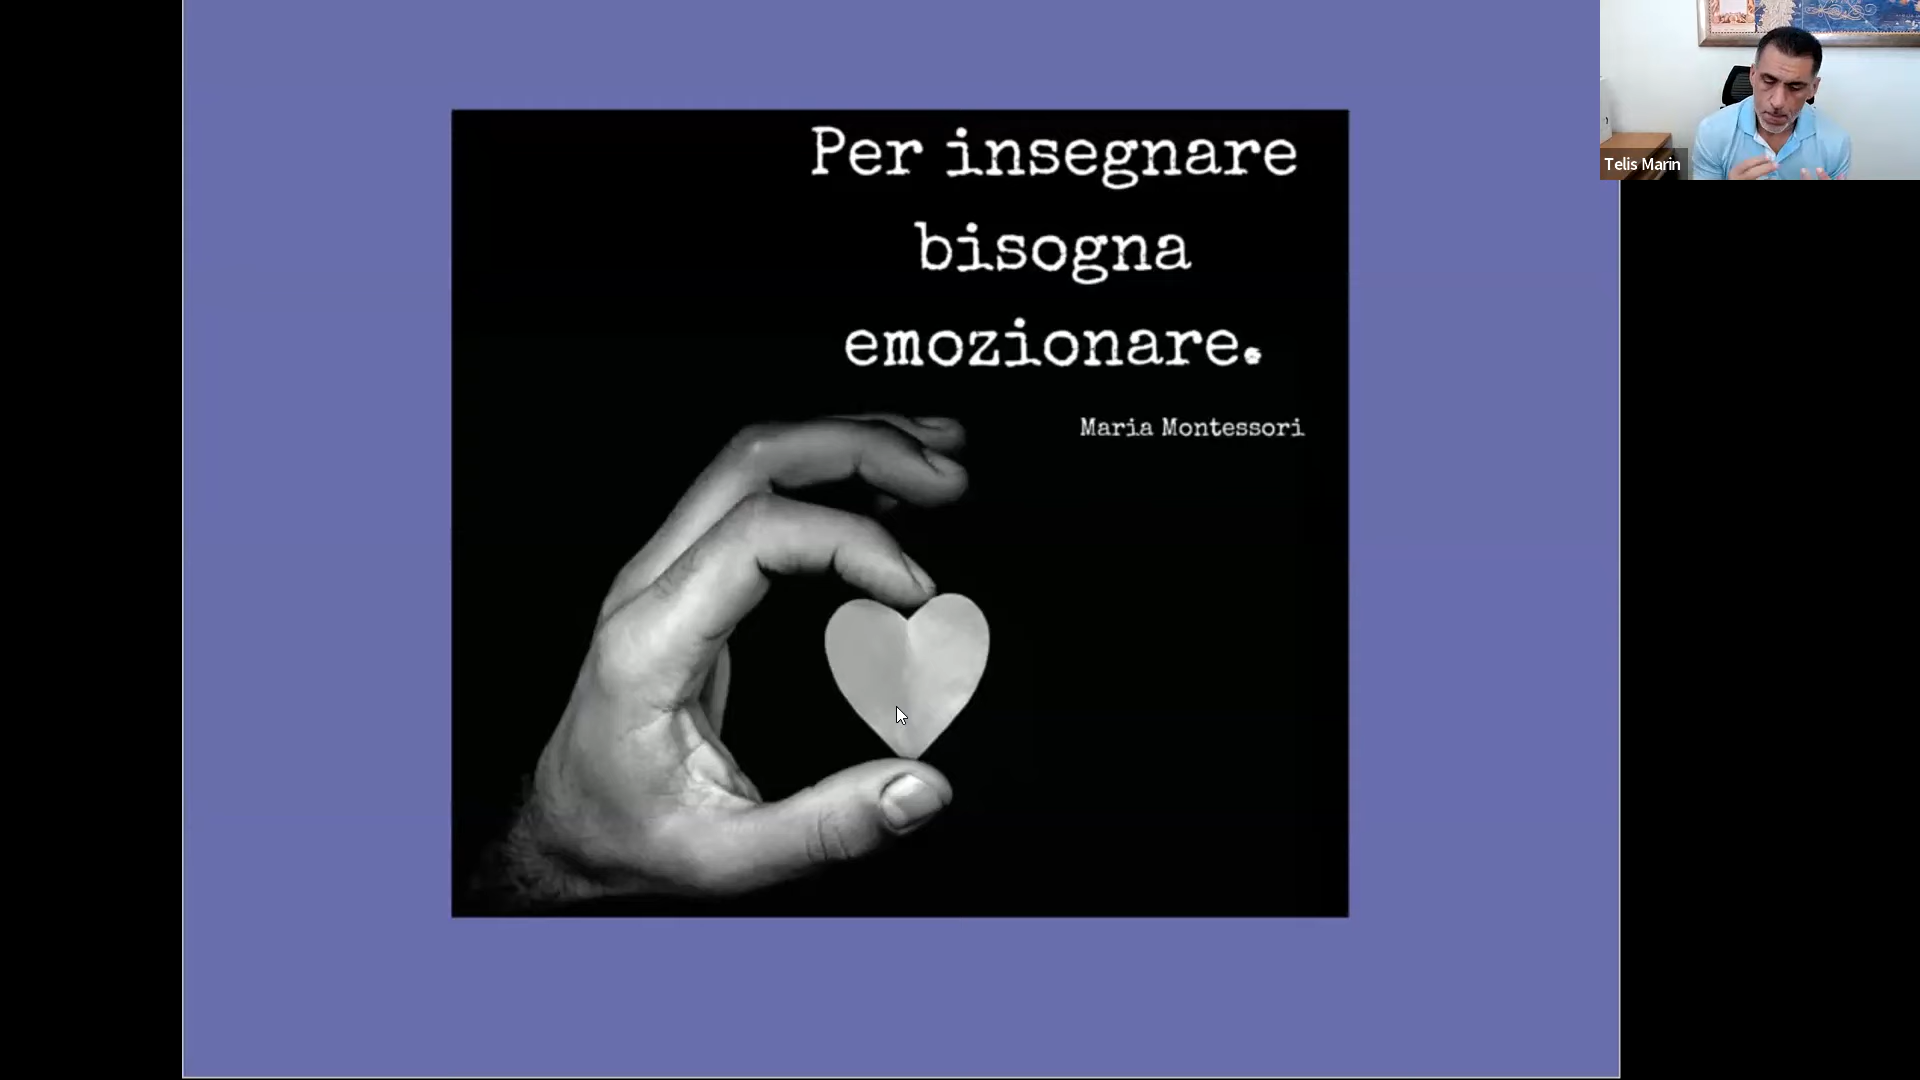 Per insegnare
bisogna
emozionare.
Maria Montessori
Telis Marin